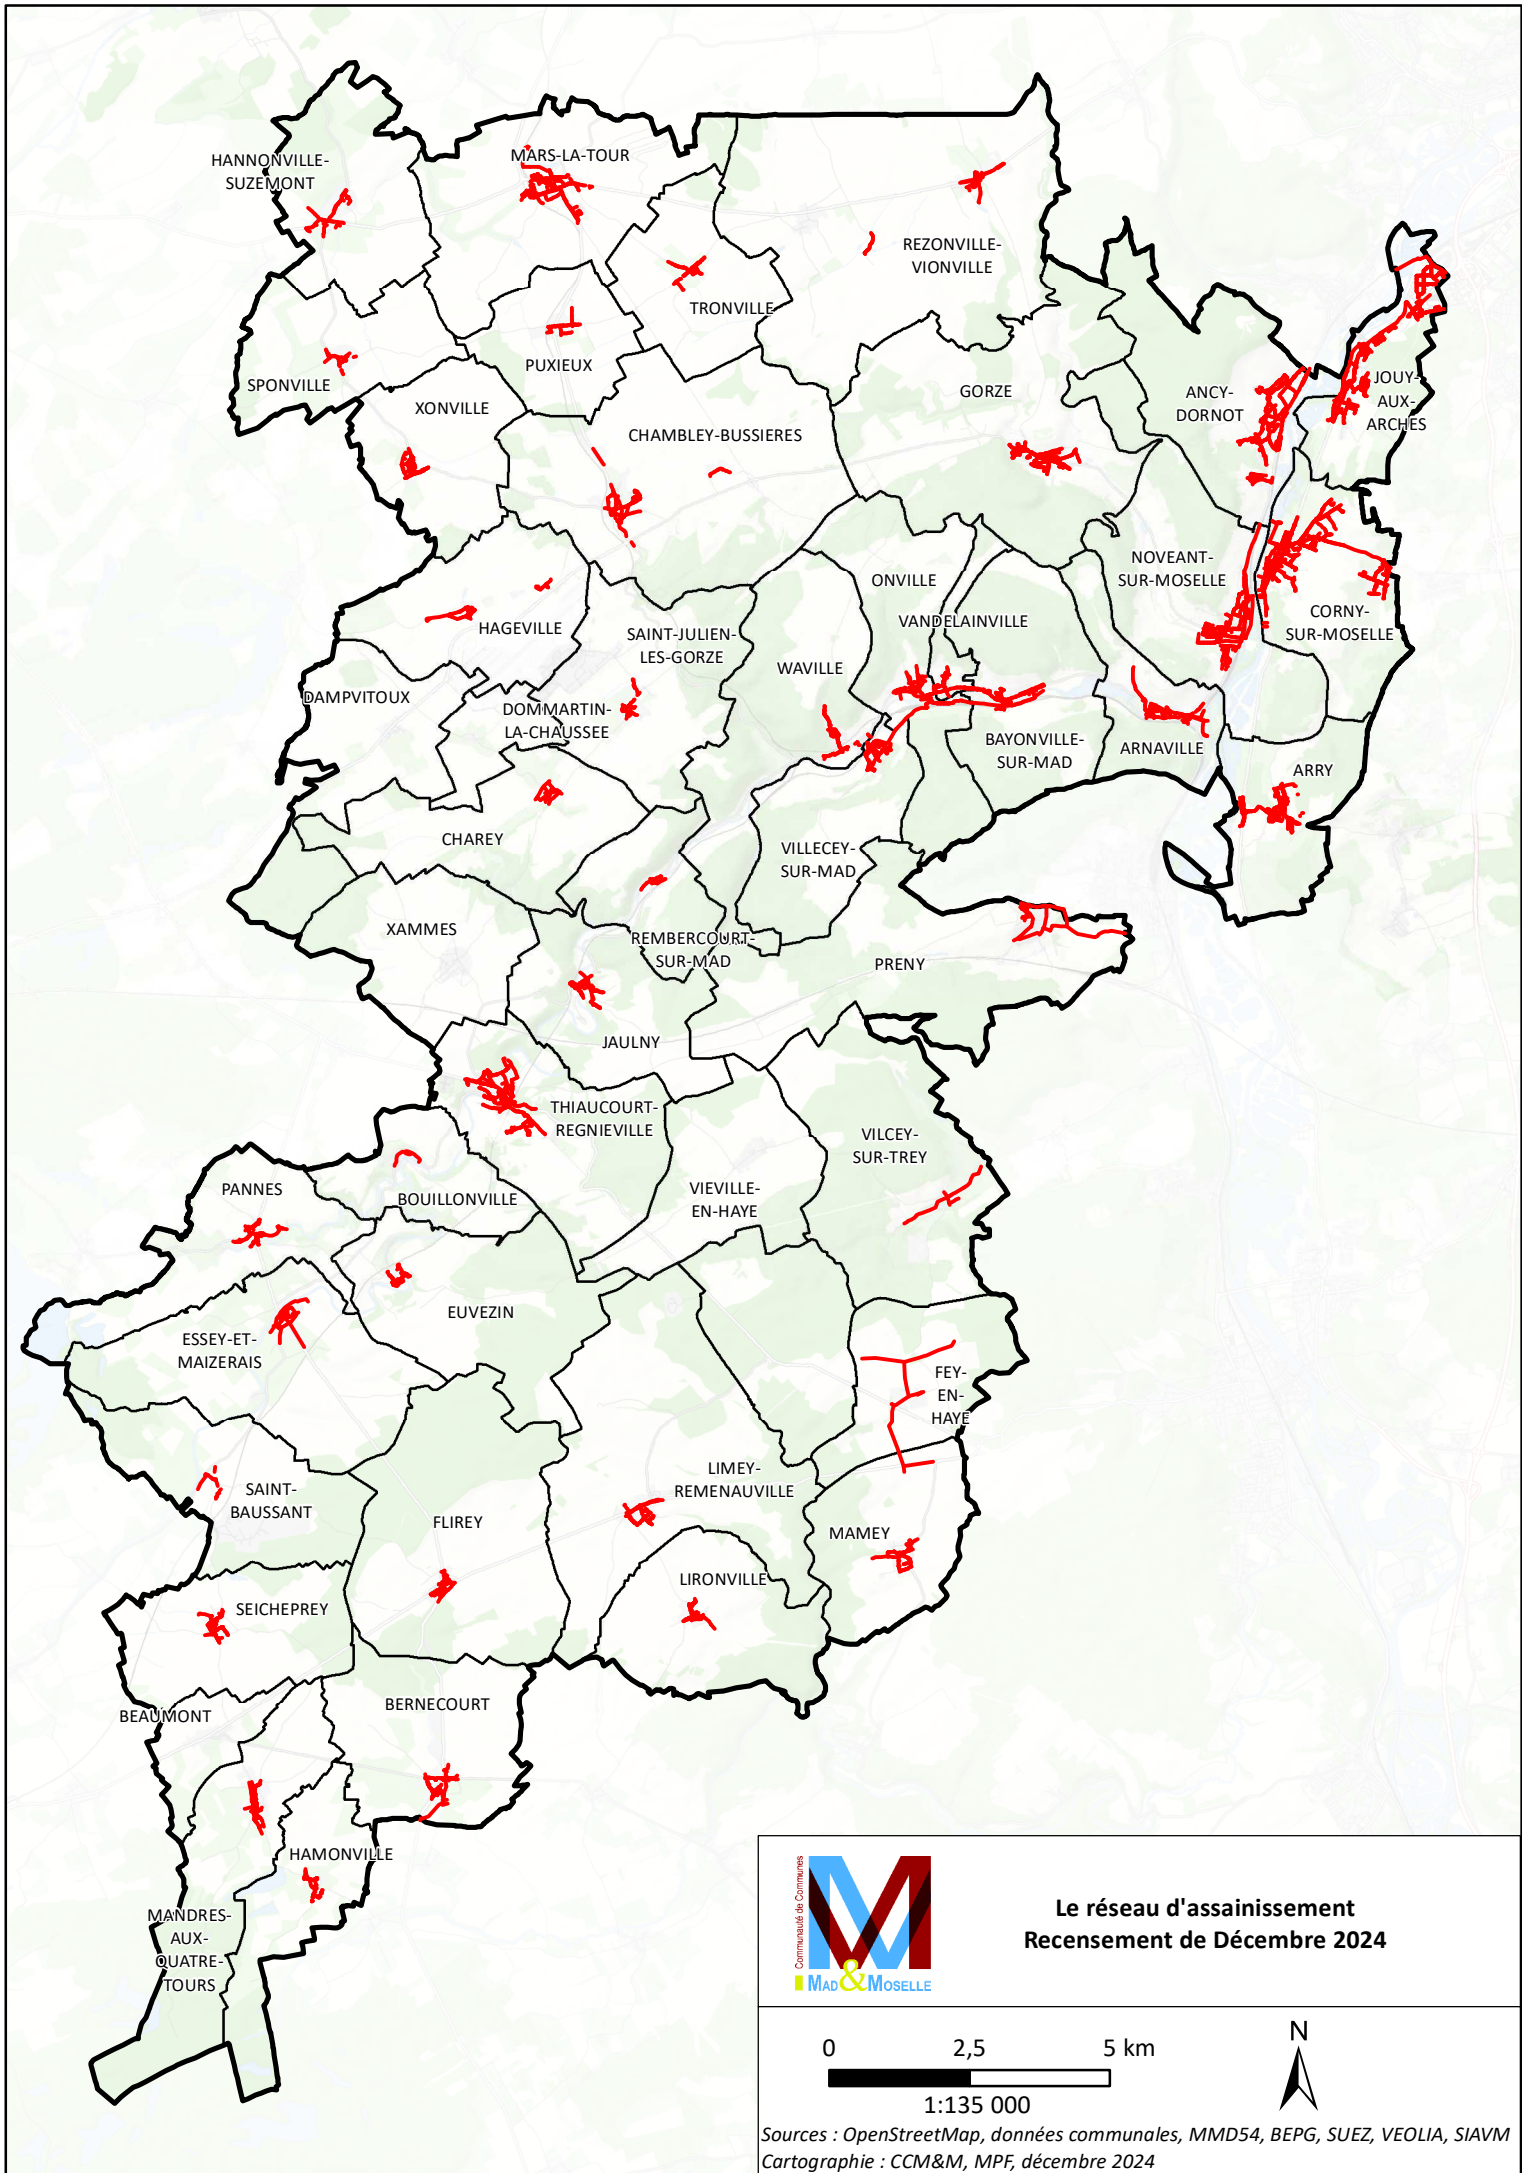 HANNONVILLE-
SUZEMONT
MARS-LA-TOUR
REZONVILLE-
VIONVILLE
TRONVILLE
PUXIEUX
SPONVILLE
XONVILLE
CHAMBLEY-BUSSIERES
GORZE
ANCY-
DORNOT
JOUY-
AUX-
ARCHES
NOVEANT-
SUR-MOSELLE
CORNY-
SUR-MOSELLE
ONVILLE
VANDELAINVILLE
HAGEVILLE
SAINT-JULIEN-
LES-GORZE
WAVILLE
DAMPVITOUX
DOMMARTIN-
LA-CHAUSSEE
BAYONVILLE-
SUR-MAD
ARNAVILLE
ARRY
CHAREY
VILLECEY-
SUR-MAD
XAMMES
REMBERCOURT-
SUR-MAD
PRENY
JAULNY
THIAUCOURT-
REGNIEVILLE
VILCEY-
SUR-TREY
PANNES
BOUILLONVILLE
VIEVILLE-
EN-HAYE
EUVEZIN
ESSEY-ET-
MAIZERAIS
FEY-
EN-
HAYE
LIMEY-
REMENAUVILLE
SAINT-
BAUSSANT
FLIREY
MAMEY
LIRONVILLE
SEICHEPREY
BERNECOURT
BEAUMONT
HAMONVILLE
MANDRES-
AUX-
QUATRE-
TOURS
Communauté de Communes
MAD & MOSELLE
Le réseau d'assainissement
Recensement de Décembre 2024
0 2,5 5 km
1:135 000
N
Sources : OpenStreetMap, données communales, MMD54, BEPG, SUEZ, VEOLIA, SIAVM
Cartographie : CCM&M, MPF, décembre 2024